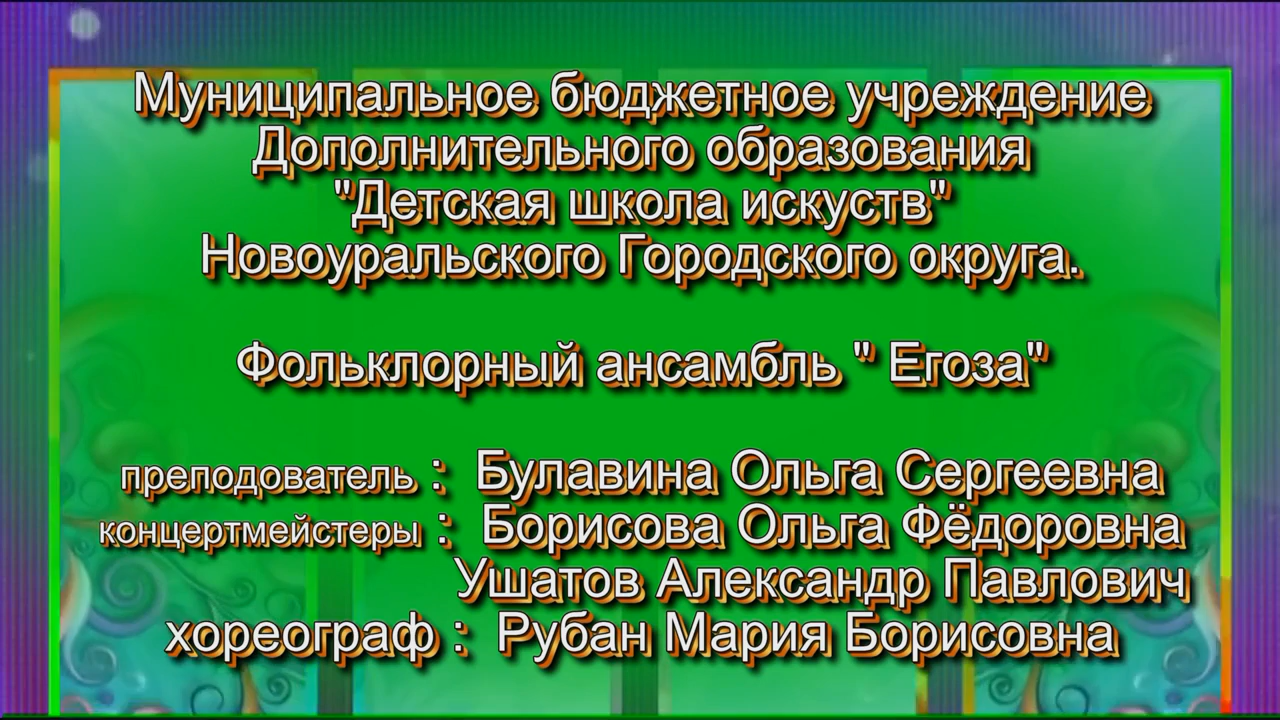 Муниципальное бюджетное учреждение
Дополнительного образования
"Детская школа искуств"
Новоуральского Городского округа.
Фольклорный ансамбль " Егоза"
преподователь : Булавина Ольга Сергеевна
концертмейстеры : Борисова Ольга Фёдоровна
Ушатов Александр Павлович
хореограф : Рубан Мария Борисовна